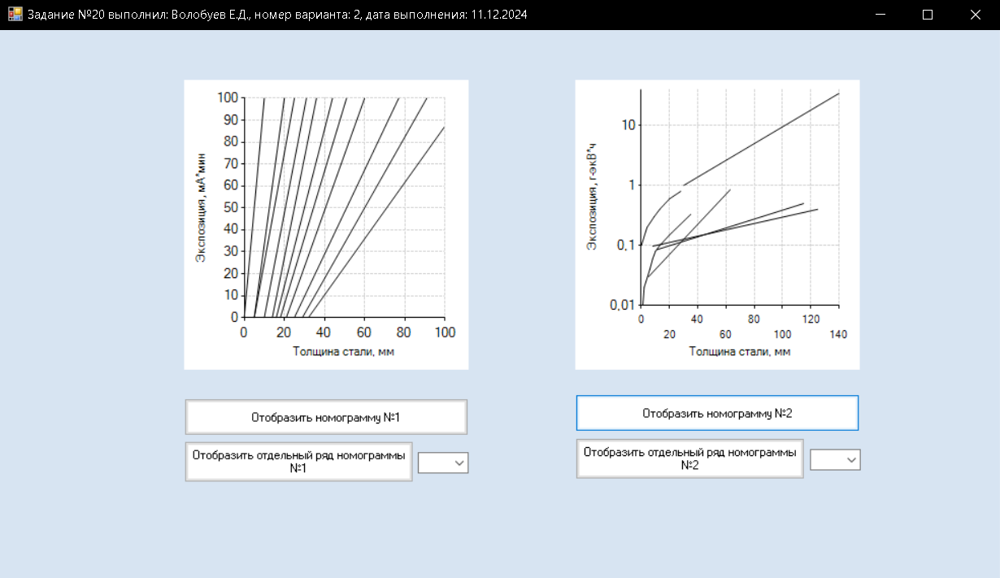 Задание №20 выполнил: Волобуев Е.Д., номер варианта: 2, дата выполнения: 11.12.2024
Экспозиция, мА*мин
100
90
80
70
60
50
40
30
20
10
0
0 20 40 60 80 100
Толщина стали, мм
Экспозиция, г-экВ*ч
10
1
0,1
0,01
0 40 80 120
20 60 100 140
Толщина стали, мм
Отобразить номограмму №1
Отобразить отдельный ряд номограммы
№1
Отобразить номограмму №2
Отобразить отдельный ряд номограммы
№2